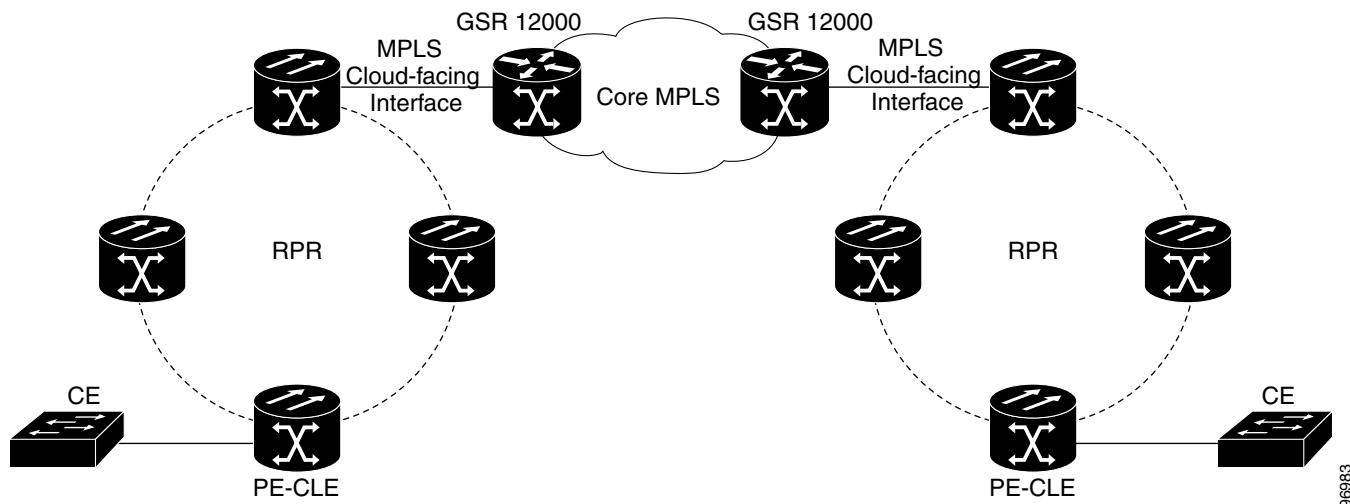 GSR 12000
GSR 12000
MPLS
Cloud-facing
Interface
Core MPLS
MPLS
Cloud-facing
Interface
RPR
RPR
CE
PE-CLE
PE-CLE
CE
96983